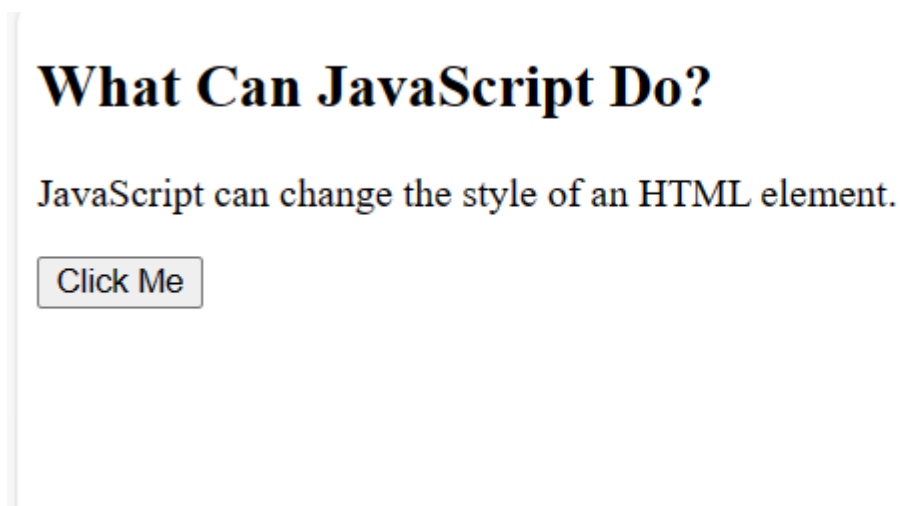 What Can JavaScript Do?
JavaScript can change the style of an HTML element.
Click Me